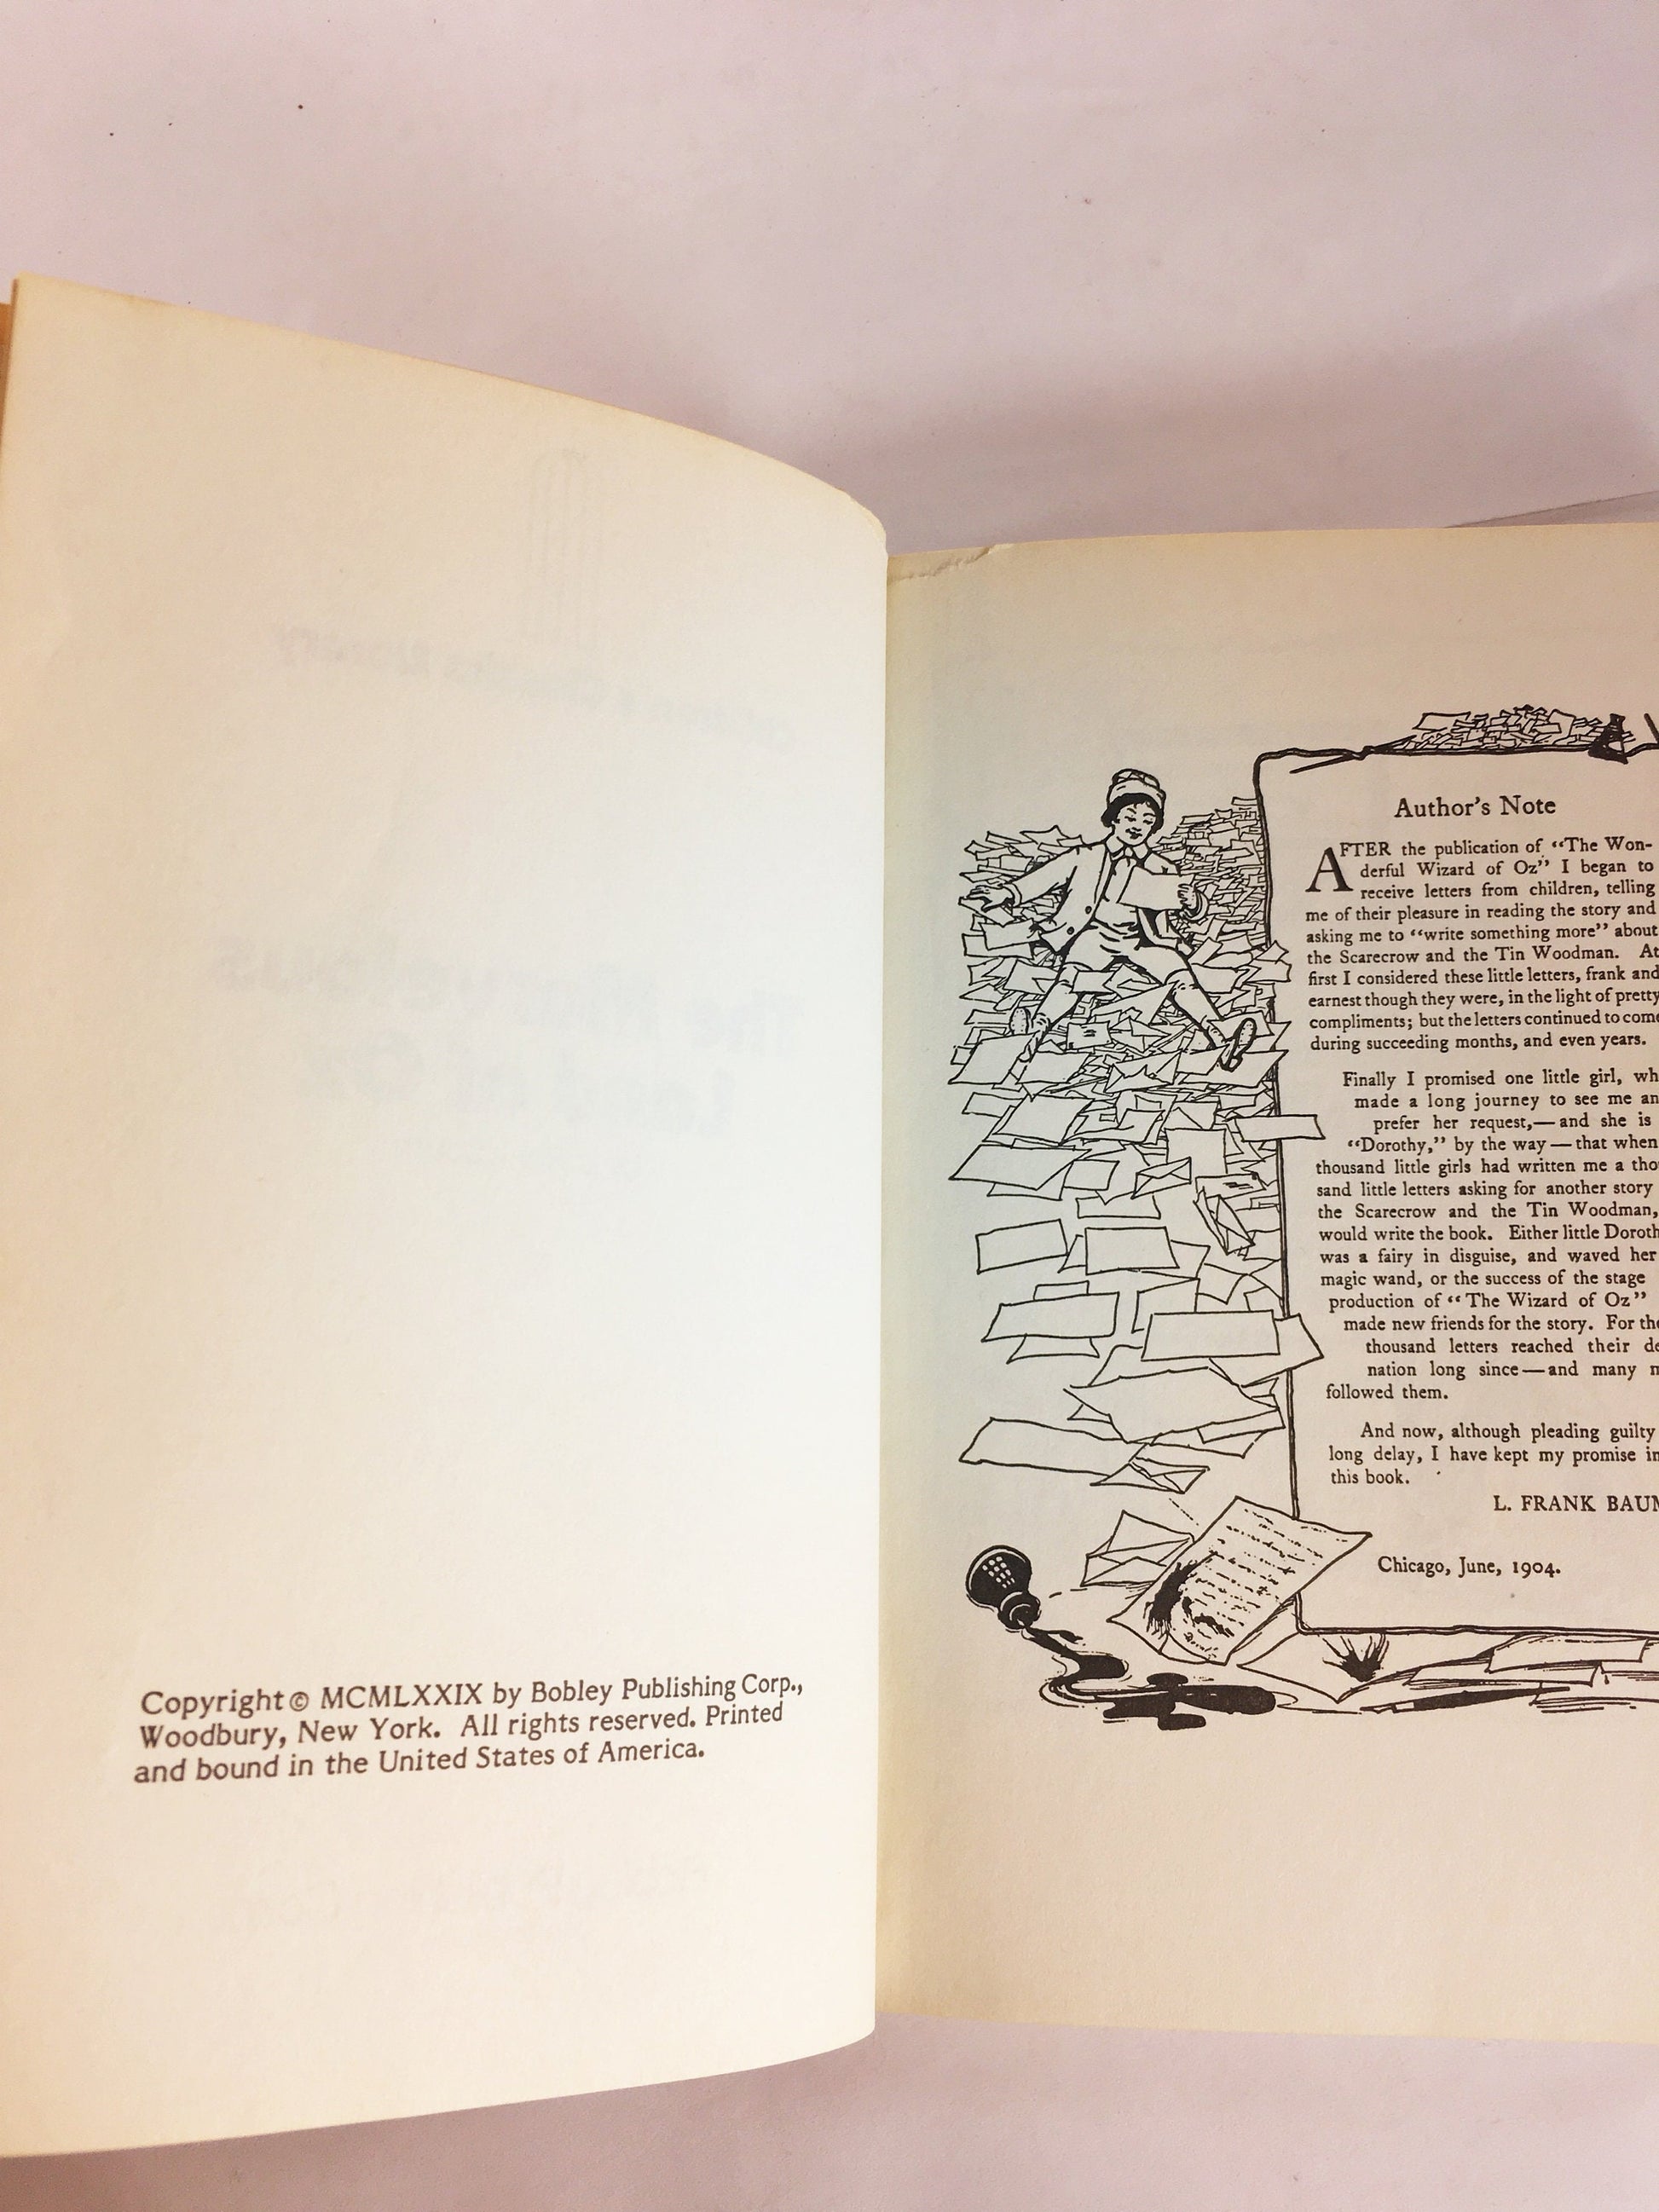 Copyright © MCMLXXIX by Bobley Publishing Corp.,
Woodbury, New York. All rights reserved. Printed
and bound in the United States of America.
Author's Note
AFTER the publication of "The Won-
derful Wizard of Oz" I began to
receive letters from children, telling
me of their pleasure in reading the story and
asking me to "write something more" about
the Scarecrow and the Tin Woodman. At
first I considered these little letters, frank and
earnest though they were, in the light of pretty
compliments; but the letters continued to come
during succeeding months, and even years.
Finally I promised one little girl, wh
made a long journey to see me an
prefer her request,—and she is
"Dorothy," by the way—that when
thousand little girls had written me a tho
sand little letters asking for another story
the Scarecrow and the Tin Woodman,
would write the book. Either little Doroth
was a fairy in disguise, and waved her
magic wand, or the success of the stage
production of "The Wizard of Oz"
made new friends for the story. For the
thousand letters reached their de
nation long since—and many m
followed them.
And now, although pleading guilty
long delay, I have kept my promise in
this book.
L. FRANK BAUM
Chicago, June, 1904.